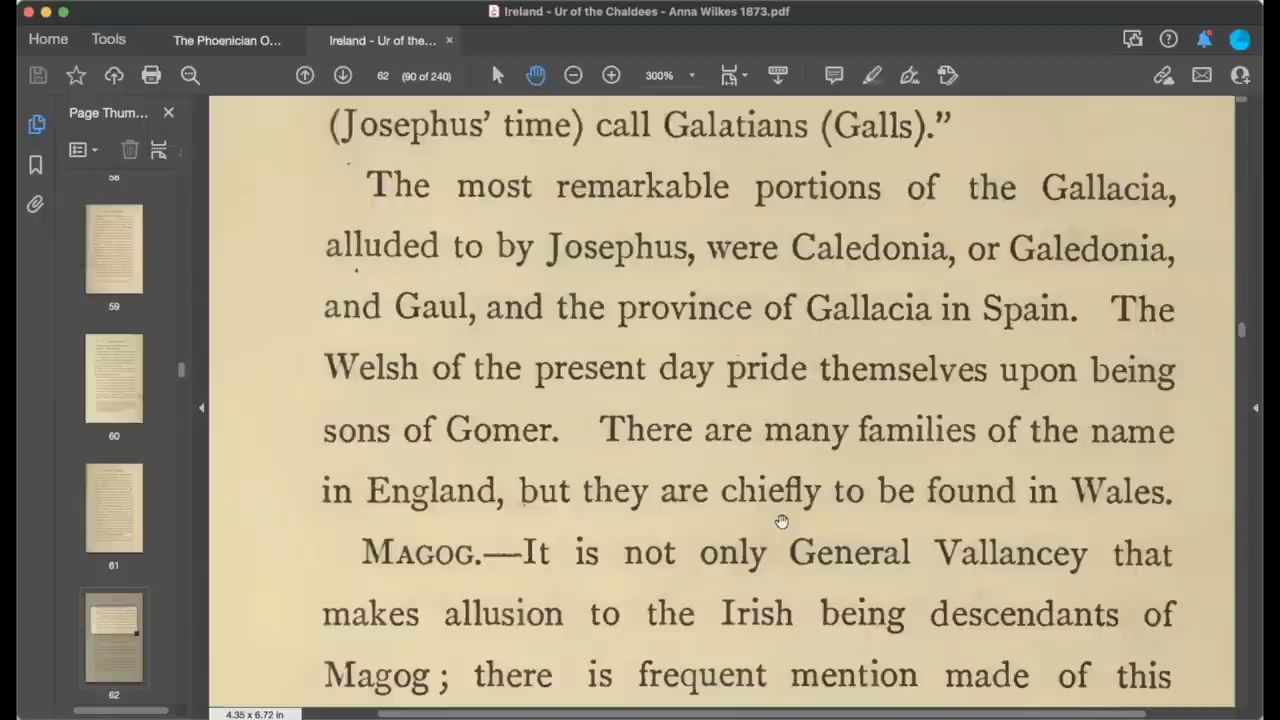 Ireland - Ur of the Chaldees - Anna Wilkes 1873.pdf
Home Tools The Phoenician O... Ireland - Ur of the... ×
62 (90 of 240) 300%
Page Thum...
58
59
60
61
62
(Josephus' time) call Galatians (Galls).”
The most remarkable portions of the Gallacia,
alluded to by Josephus, were Caledonia, or Galedonia,
and Gaul, and the province of Gallacia in Spain. The
Welsh of the present day pride themselves upon being
sons of Gomer. There are many families of the name
in England, but they are chiefly to be found in Wales.
MAGOG.—It is not only General Vallancey that
makes allusion to the Irish being descendants of
Magog; there is frequent mention made of this
4.35 x 6.72 in